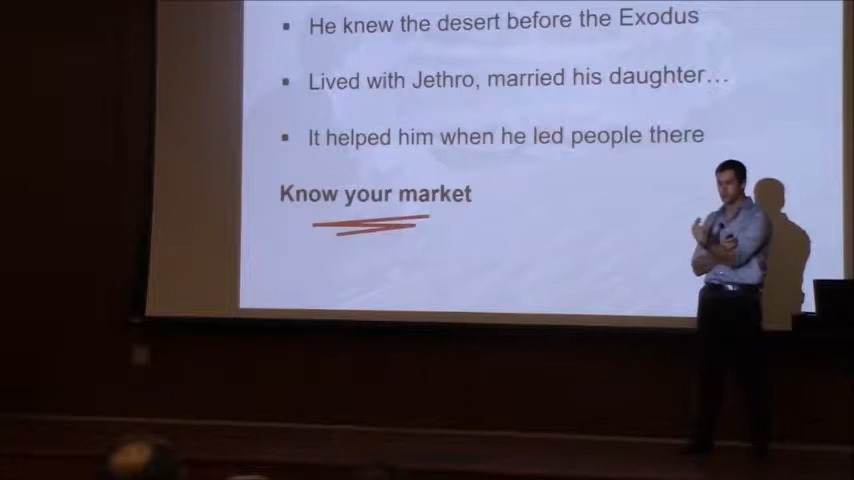 ▪ He knew the desert before the Exodus
▪ Lived with Jethro, married his daughter…
▪ It helped him when he led people there
Know your market